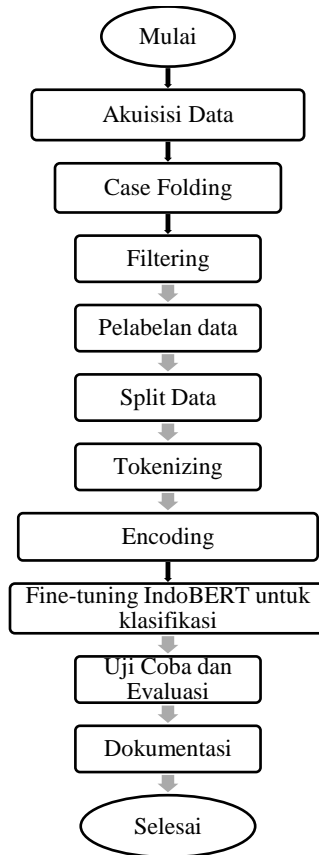 Mulai
Akuisisi Data
Case Folding
Filtering
Pelabelan data
Split Data
Tokenizing
Encoding
Fine-tuning IndoBERT untuk
klasifikasi
Uji Coba dan
Evaluasi
Dokumentasi
Selesai